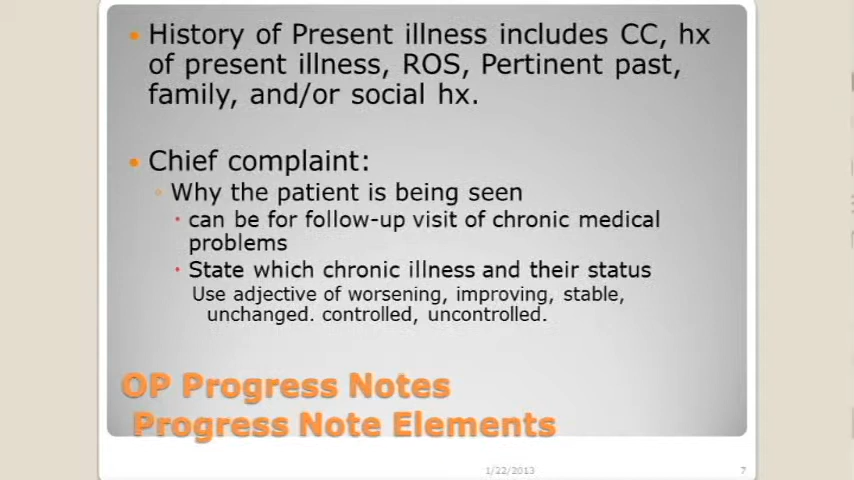 History of Present illness includes CC, hx
of present illness, ROS, Pertinent past,
family, and/or social hx.
Chief complaint:
Why the patient is being seen
can be for follow-up visit of chronic medical
problems
State which chronic illness and their status
Use adjective of worsening, improving, stable,
unchanged. controlled, uncontrolled.
OP Progress Notes
Progress Note Elements
1/22/2013
7